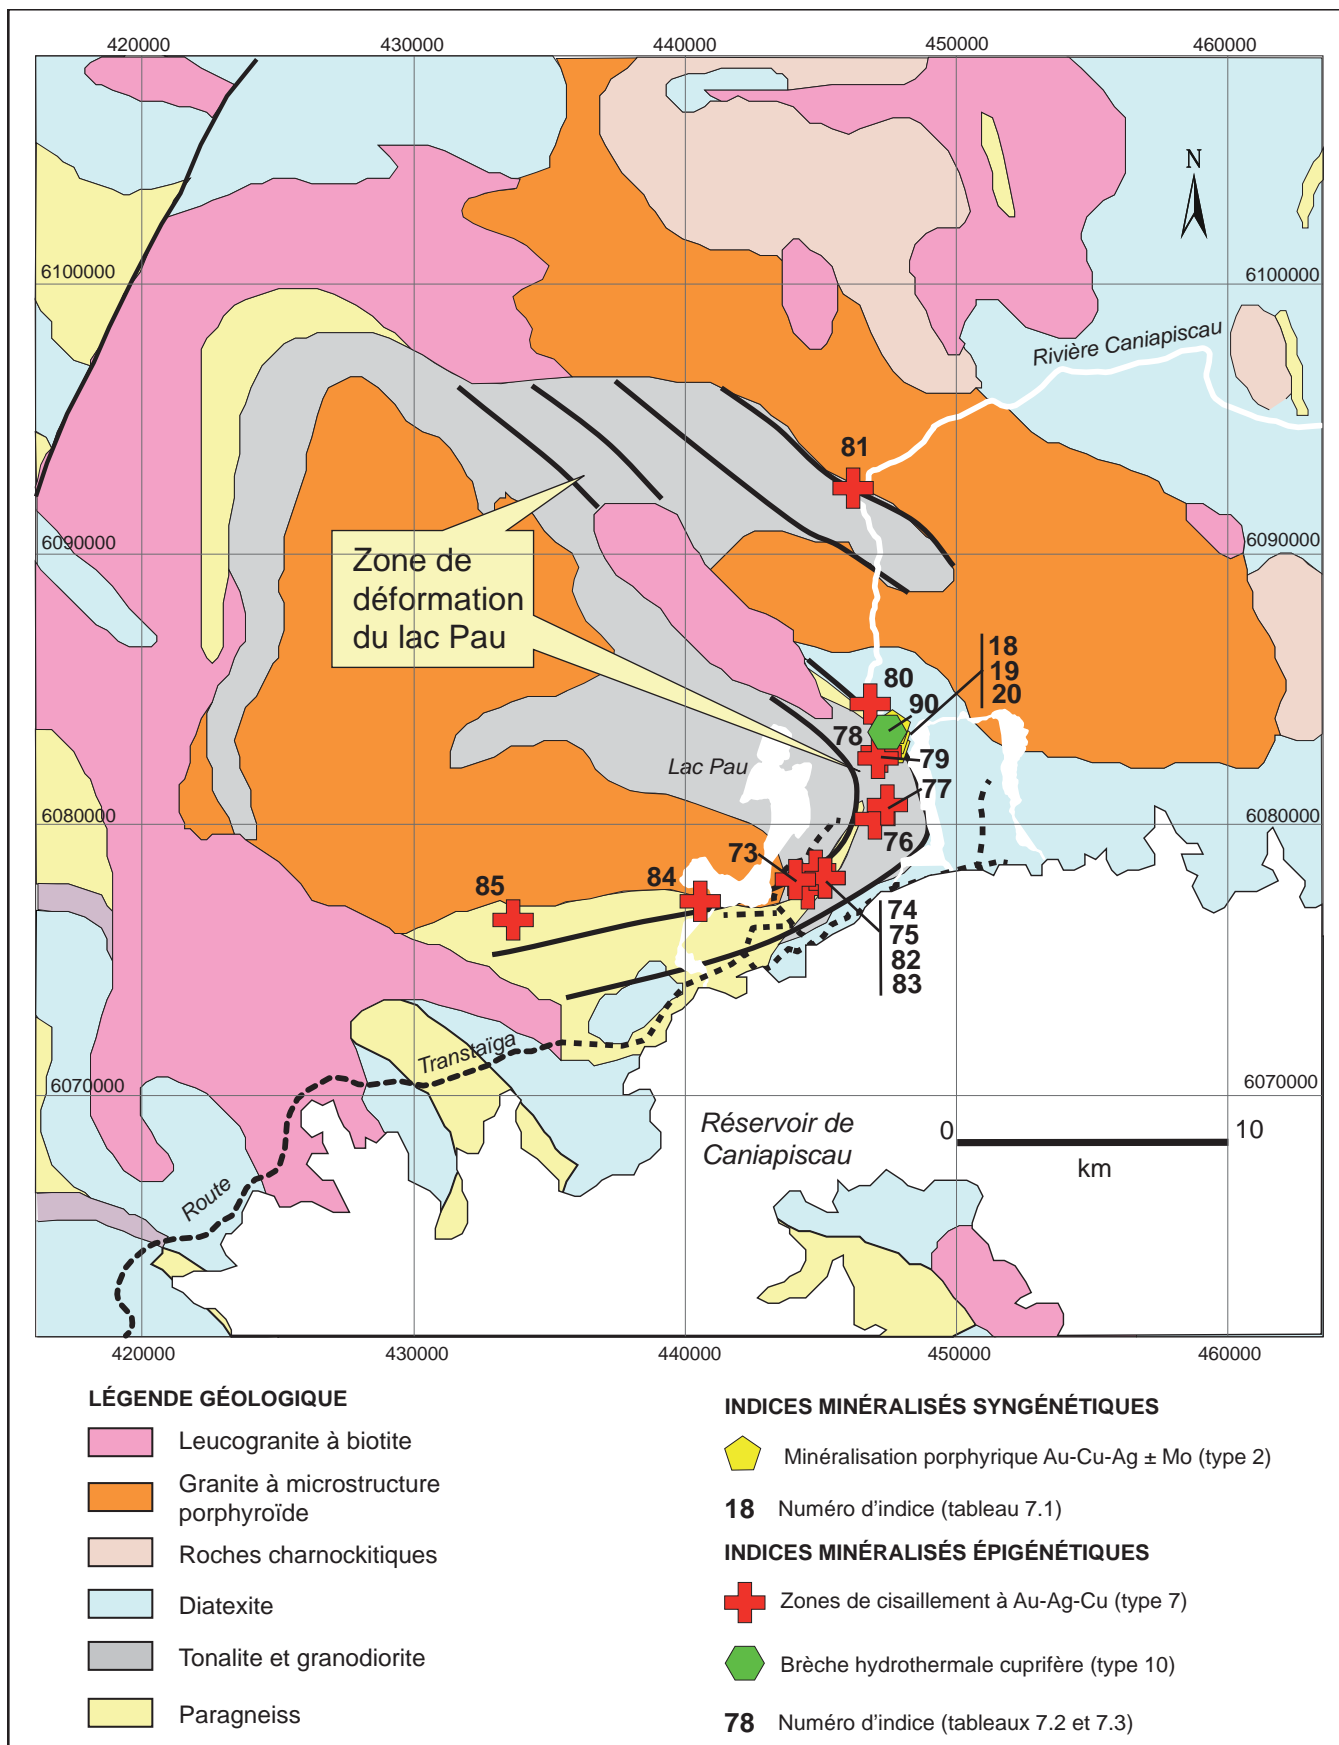 420000
430000
440000
450000
460000
N
6100000
6100000
Rivière Caniapiscau
81
6090000
6090000
Zone de
déformation
du lac Pau
18
19
20
80
90
78
79
Lac Pau
77
6080000
6080000
76
73
84
85
74
75
82
83
Transtaïga
6070000
6070000
Réservoir de
Caniapiscau
0
10
km
Route
420000
430000
440000
450000
460000
LÉGENDE GÉOLOGIQUE
Leucogranite à biotite
Granite à microstructure
porphyroïde
Roches charnockitiques
Diatexite
Tonalite et granodiorite
Paragneiss
INDICES MINÉRALISÉS SYNGÉNÉTIQUES
Minéralisation porphyrique Au-Cu-Ag ± Mo (type 2)
18 Numéro d'indice (tableau 7.1)
INDICES MINÉRALISÉS ÉPIGÉNÉTIQUES
Zones de cisaillement à Au-Ag-Cu (type 7)
Brèche hydrothermale cuprifère (type 10)
78 Numéro d'indice (tableaux 7.2 et 7.3)